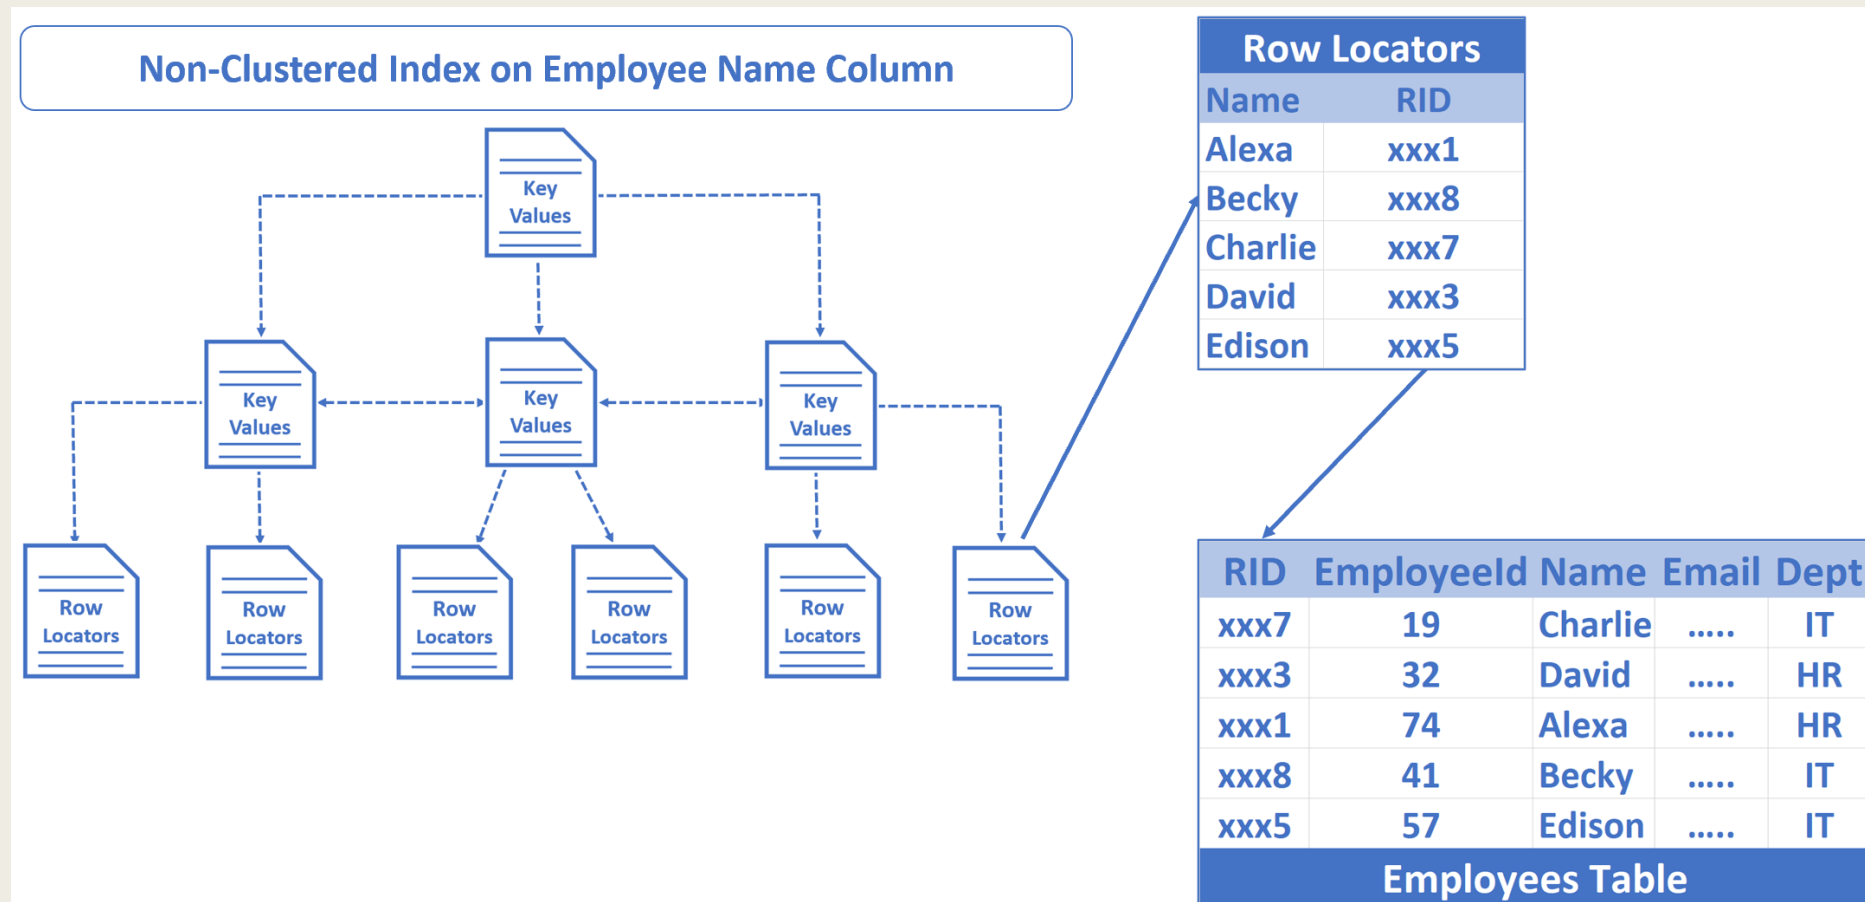 Non-Clustered Index on Employee Name Column
Key
Values
Key
Values
Key
Values
Key
Values
Row
Locators
Row
Locators
Row
Locators
Row
Locators
Row
Locators
Row
Locators
Row Locators
Name RID
Alexa xxx1
Becky xxx8
Charlie xxx7
David xxx3
Edison xxx5
RID EmployeeId Name Email Dept
xxx7 19 Charlie ..... IT
xxx3 32 David ..... HR
xxx1 74 Alexa ..... HR
xxx8 41 Becky ..... IT
xxx5 57 Edison ..... IT
Employees Table